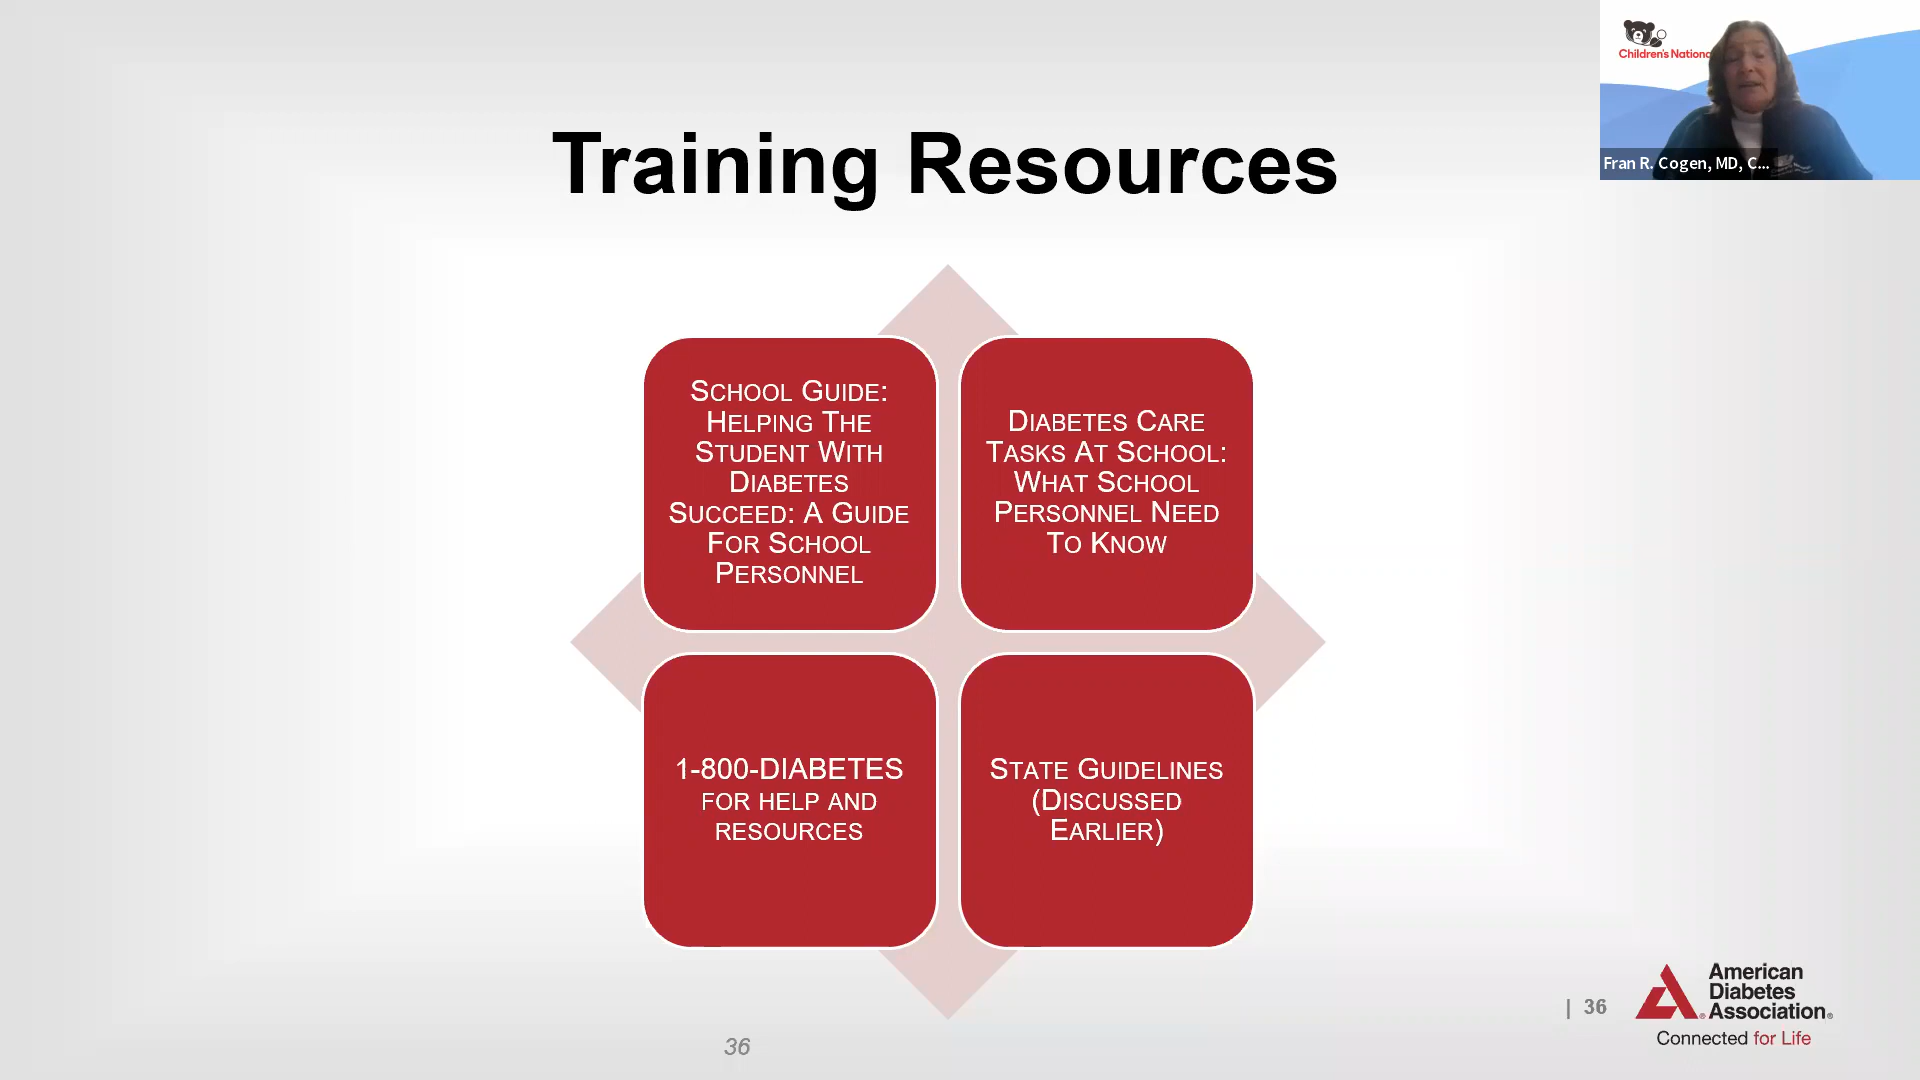 Training Resources
Children's Nationa
Fran R. Cogen, MD, C...
SCHOOL GUIDE:
HELPING THE
STUDENT WITH
DIABETES
SUCCEED: A GUIDE
FOR SCHOOL
PERSONNEL
DIABETES CARE
TASKS AT SCHOOL:
WHAT SCHOOL
PERSONNEL NEED
TO KNOW
1-800-DIABETES
FOR HELP AND
RESOURCES
STATE GUIDELINES
(DISCUSSED
EARLIER)
| 36
American
Diabetes
Association®
Connected for Life
36